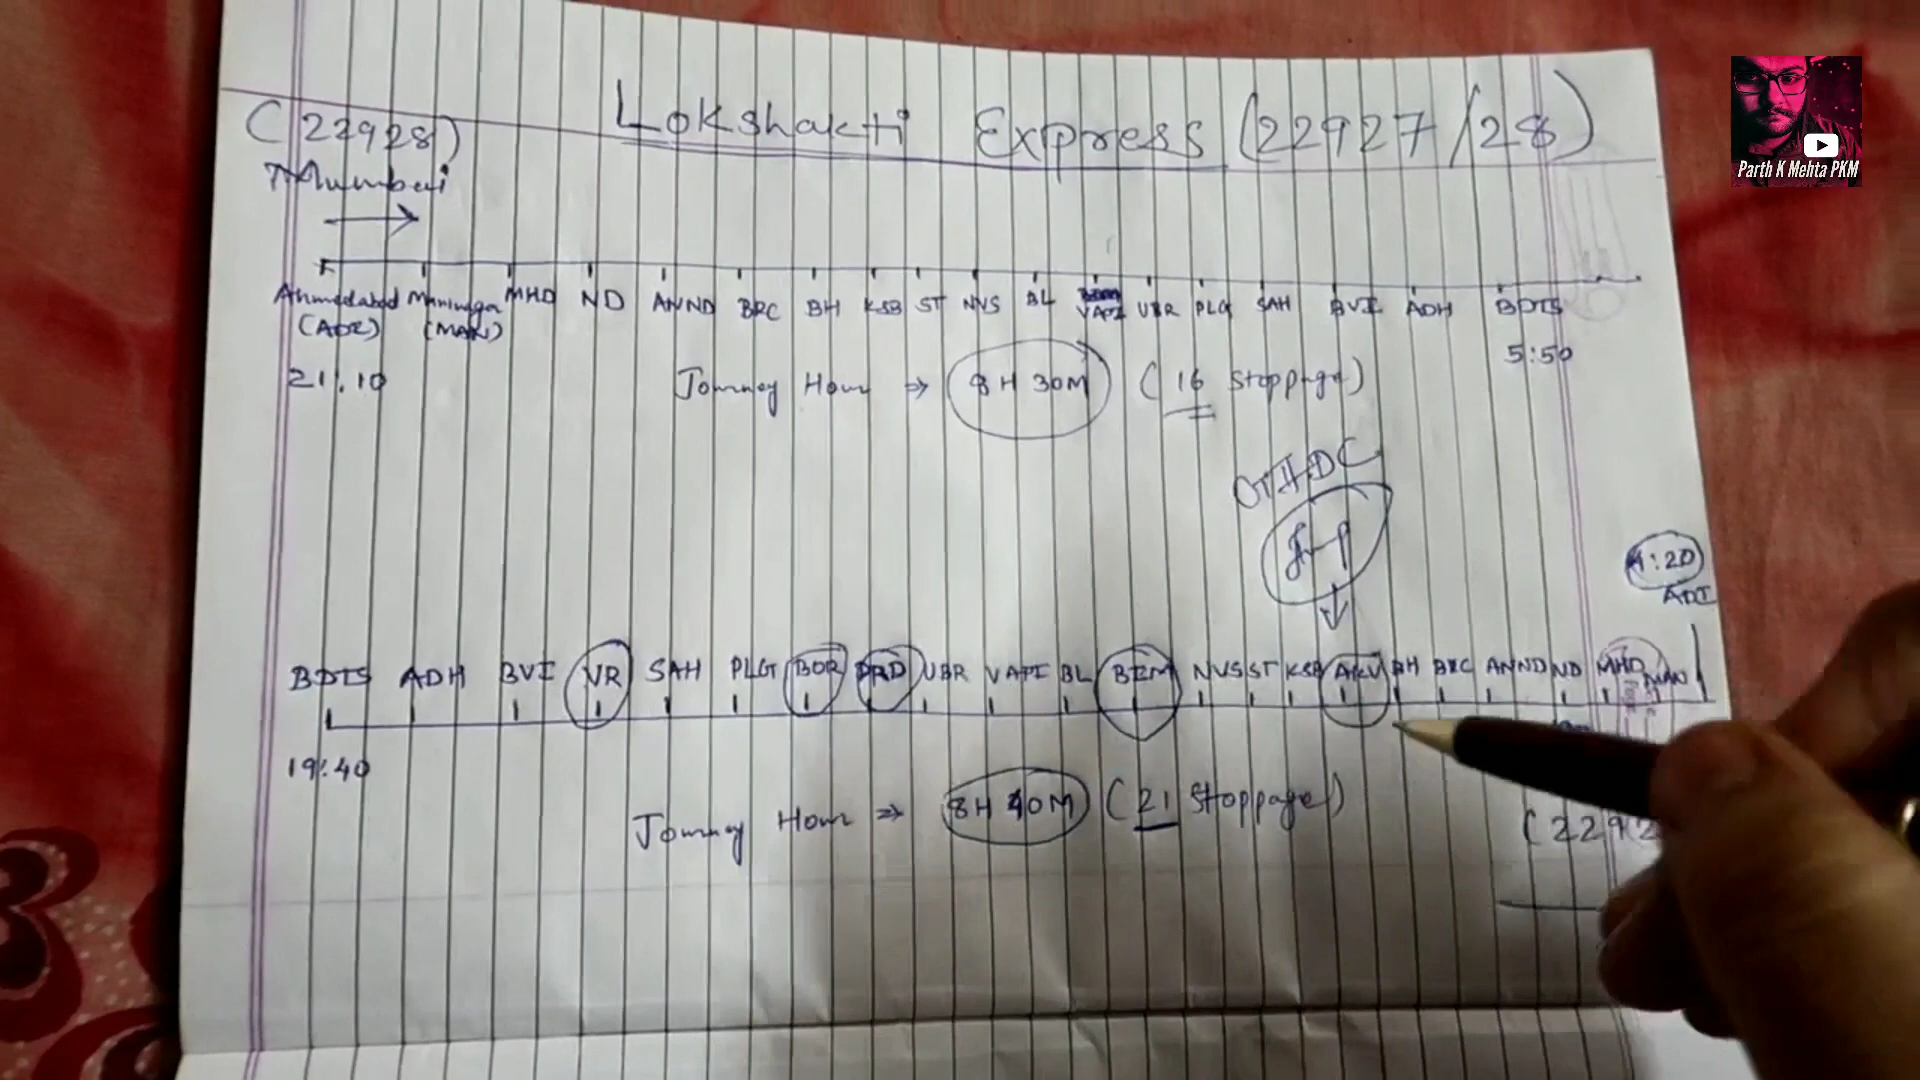 (22928) Lokshakti Express (22927/28)
Mumbai
Ahmedabad Maninagar MHD ND ANND BRC BH KSB ST NVS BL VAPI UBR PLG SAH BVI ADH BDTS
(ADI) (MAN)
21:10 5:50
Journey Hour ⇒ 8H 30M (16 Stoppage)
GTHDC
Imp
4:20
ADI
BDTS ADH BVI VR SAH PLG BOR DRD UBR VAPI BL BIM NVS ST KSB AKV BH BRC ANND ND MHD MAN
19:40
Journey Hour ⇒ 8H 40M (21 Stoppage)
(2292
Parth K Mehta PKM